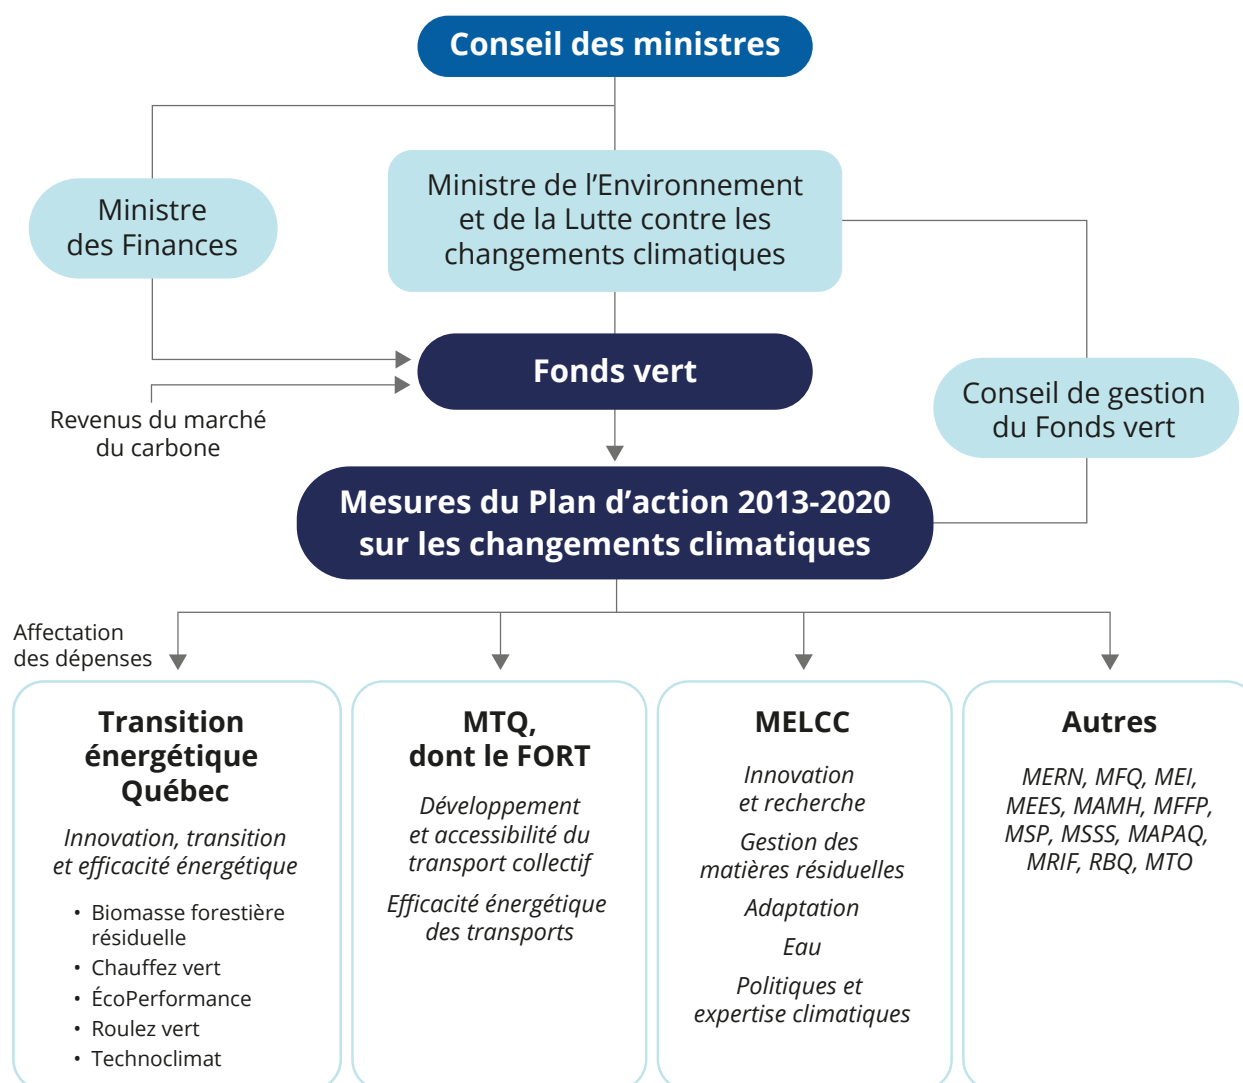 Conseil des ministres
Ministre
des Finances
Ministre de l’Environnement
et de la Lutte contre les
changements climatiques
Fonds vert
Revenus du marché
du carbone
Conseil de gestion
du Fonds vert
Mesures du Plan d’action 2013-2020
sur les changements climatiques
Affectation
des dépenses
Transition
énergétique
Québec
Innovation, transition
et efficacité énergétique
• Biomasse forestière
résiduelle
• Chauffez vert
• ÉcoPerformance
• Roulez vert
• Technoclimat
MTQ,
dont le FORT
Développement
et accessibilité du
transport collectif
Efficacité énergétique
des transports
MELCC
Innovation
et recherche
Gestion des
matières résiduelles
Adaptation
Eau
Politiques et
expertise climatiques
Autres
MERN, MFQ, MEI,
MEES, MAMH, MFFP,
MSP, MSSS, MAPAQ,
MRIF, RBQ, MTO